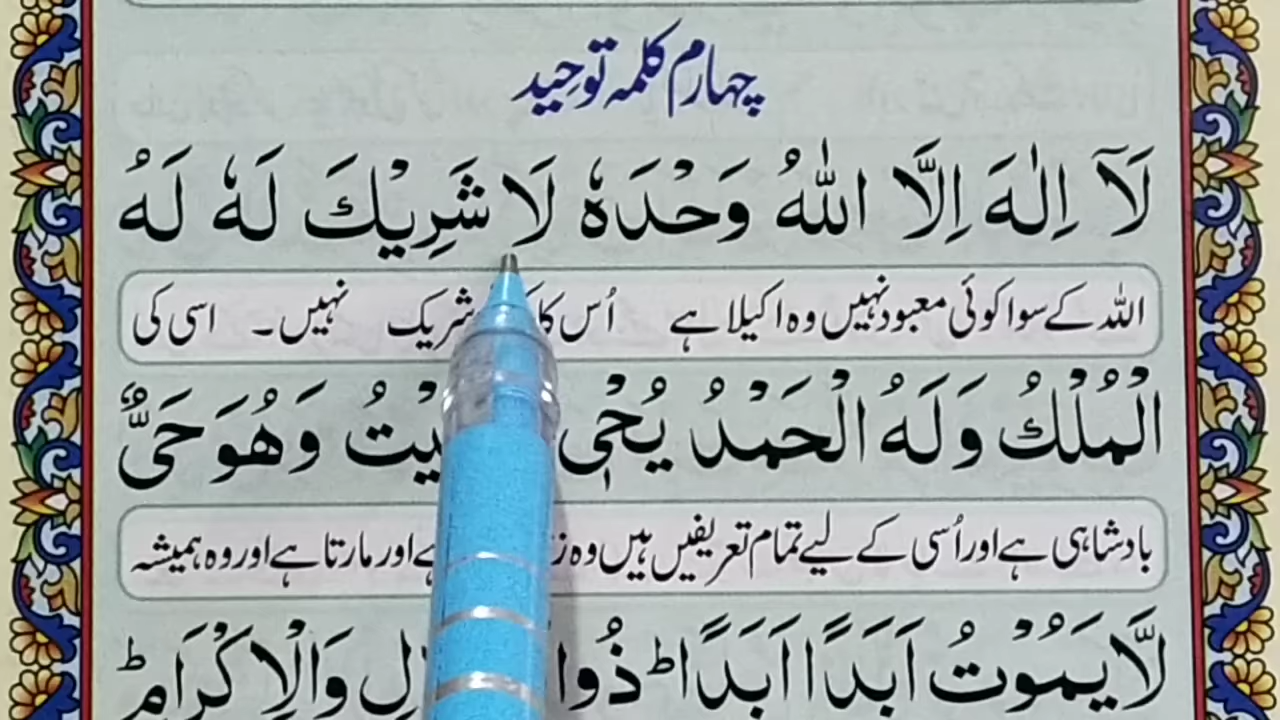 چہارم کلمہ توحید
لَآ اِلٰهَ اِلَّا اللّٰهُ وَحْدَهٗ لَا شَرِيْكَ لَهٗ لَهُ
اللہ کے سوا کوئی معبود نہیں وہ اکیلا ہے اُس کا شریک نہیں۔ اسی کی
الْمُلْكُ وَلَهُ الْحَمْدُ يُحْيٖ وَهُوَ حَيٌّ
بادشاہی ہے اور اُسی کے لیے تمام تعریفیں ہیں وہ اور مارتا ہے اور وہ ہمیشہ
لَّا يَمُوْتُ اَبَدًا اَبَدًاؕ ذُوا وَالْاِكْرَامِؕ